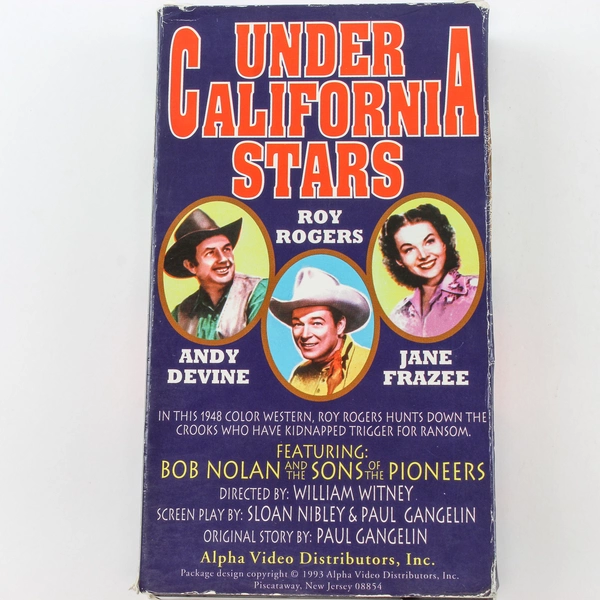 UNDER
CALIFORNIA
STARS
ROY
ROGERS
ANDY
DEVINE
JANE
FRAZEE
IN THIS 1948 COLOR WESTERN, ROY ROGERS HUNTS DOWN THE
CROOKS WHO HAVE KIDNAPPED TRIGGER FOR RANSOM.
FEATURING:
BOB NOLAN AND THE SONS OF THE PIONEERS
DIRECTED BY: WILLIAM WITNEY
SCREEN PLAY BY: SLOAN NIBLEY & PAUL GANGELIN
ORIGINAL STORY BY: PAUL GANGELIN
Alpha Video Distributors, Inc.
Package design copyright © 1993 Alpha Video Distributors, Inc.
Piscataway, New Jersey 08854